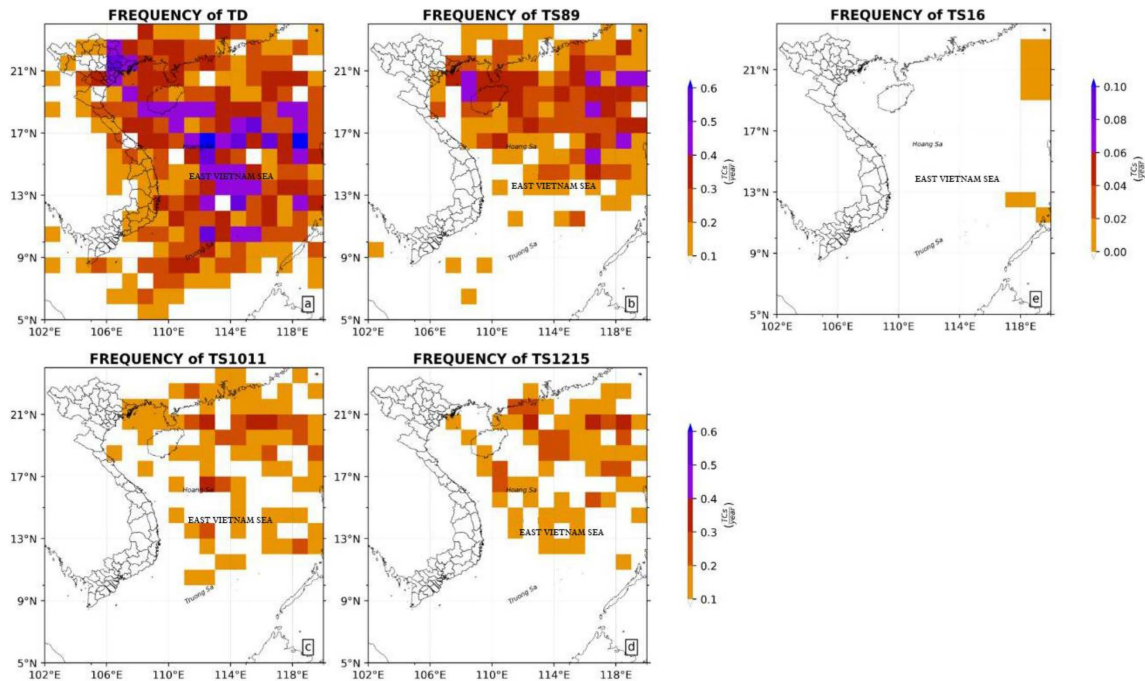 FREQUENCY of TD
21°N
17°N
13°N
9°N
5°N
102°E 106°E 110°E 114°E 118°E
Hoang Sa
EAST VIETNAM SEA
Truong Sa
a
FREQUENCY of TS89
21°N
17°N
13°N
9°N
5°N
102°E 106°E 110°E 114°E 118°E
Hoang Sa
EAST VIETNAM SEA
Truong Sa
b
0.6
0.5
0.4
0.3
0.2
0.1
(TCs/year)
FREQUENCY of TS16
21°N
17°N
13°N
9°N
5°N
102°E 106°E 110°E 114°E 118°E
Hoang Sa
EAST VIETNAM SEA
Truong Sa
e
0.10
0.08
0.06
0.04
0.02
0.00
(TCs/year)
FREQUENCY of TS1011
21°N
17°N
13°N
9°N
5°N
102°E 106°E 110°E 114°E 118°E
Hoang Sa
EAST VIETNAM SEA
Truong Sa
c
FREQUENCY of TS1215
21°N
17°N
13°N
9°N
5°N
102°E 106°E 110°E 114°E 118°E
Hoang Sa
EAST VIETNAM SEA
Truong Sa
d
0.6
0.5
0.4
0.3
0.2
0.1
(TCs/year)